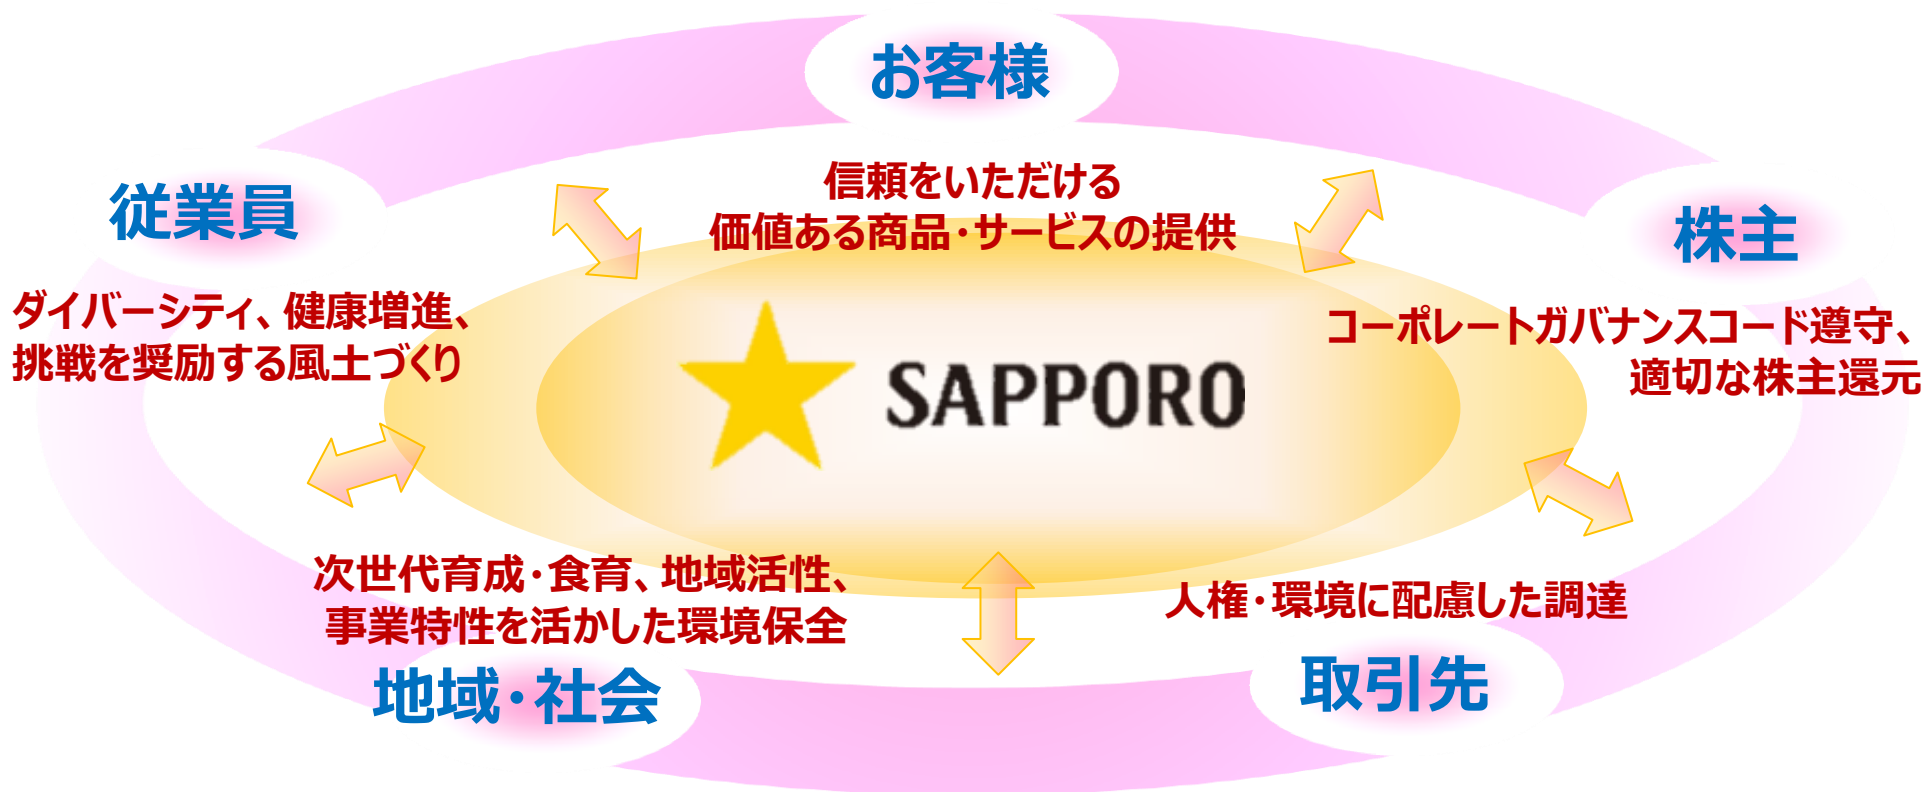 お客様
信頼をいただける
価値ある商品・サービスの提供
従業員
ダイバーシティ、健康増進、
挑戦を奨励する風土づくり
株主
コーポレートガバナンスコード遵守、
適切な株主還元
SAPPORO
次世代育成・食育、地域活性、
事業特性を活かした環境保全
地域・社会
人権・環境に配慮した調達
取引先